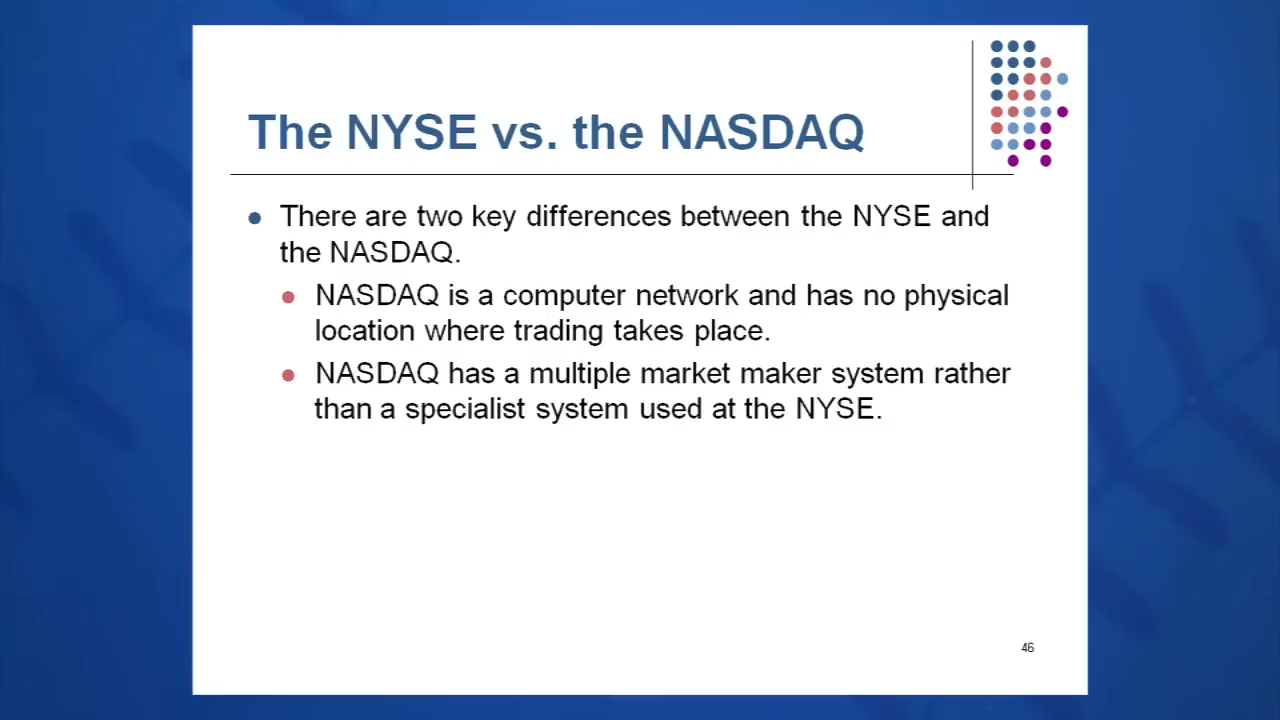 The NYSE vs. the NASDAQ
There are two key differences between the NYSE and
the NASDAQ.
NASDAQ is a computer network and has no physical
location where trading takes place.
NASDAQ has a multiple market maker system rather
than a specialist system used at the NYSE.
46